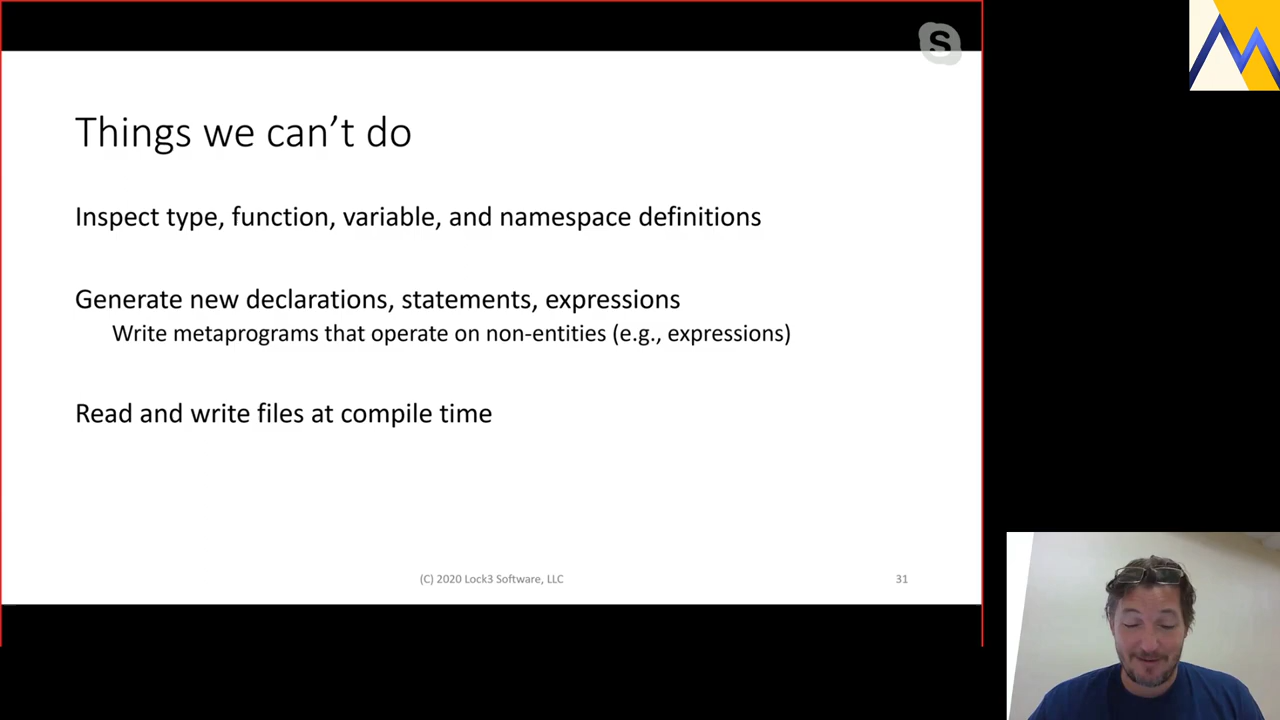 Things we can't do
Inspect type, function, variable, and namespace definitions
Generate new declarations, statements, expressions
Write metaprograms that operate on non-entities (e.g., expressions)
Read and write files at compile time
(C) 2020 Lock3 Software, LLC
31
S